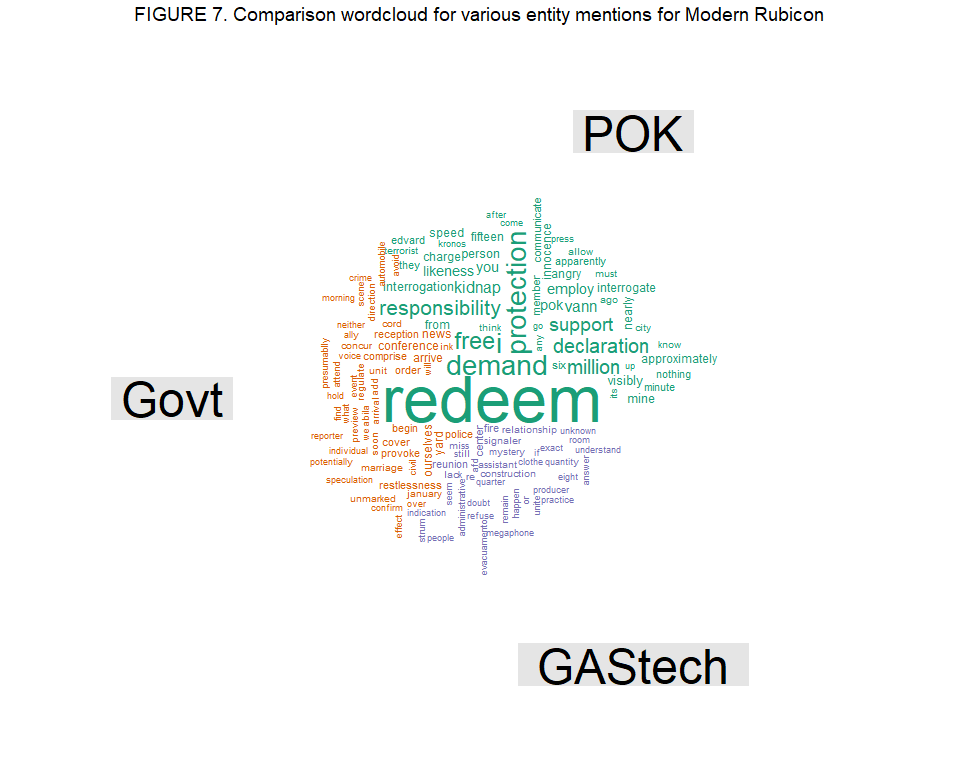 FIGURE 7. Comparison wordcloud for various entity mentions for Modern Rubicon
POK
after
come
communicate
edvard
speed
fifteen
innocence
press
terrorist
kronos
protection
allow
automobile
avoid
they
charge
person
apparently
likeness
you
angry
must
crime
scene
direction
interrogation
kidnap
member
employ
interrogate
morning
responsibility
pok
vann
ago
nearly
neither
cord
from
think
go
support
city
ally
reception
news
free
i
any
declaration
know
concur
conference
ink
presumably
voice
comprise
arrive
demand
six
million
up
approximately
attend
unit
order
will
nothing
event
regulate
add
visibly
minute
Govt
hold
redeem
its
mine
find
what
preview
we
abila
arrival
soon
begin
ourselves
yard
police
center
fire
relationship
unknown
reporter
cover
miss
signaler
room
individual
provoke
still
mystery
if
exact
understand
potentially
marriage
civil
reunion
afd
assistant
clothe
quantity
answer
speculation
restlessness
lack
re
construction
eight
january
seem
quarter
producer
unmarked
over
administrative
doubt
remain
happen
or
unite
practice
confirm
indication
refuse
effect
strum
people
megaphone
evacuamento
GAStech